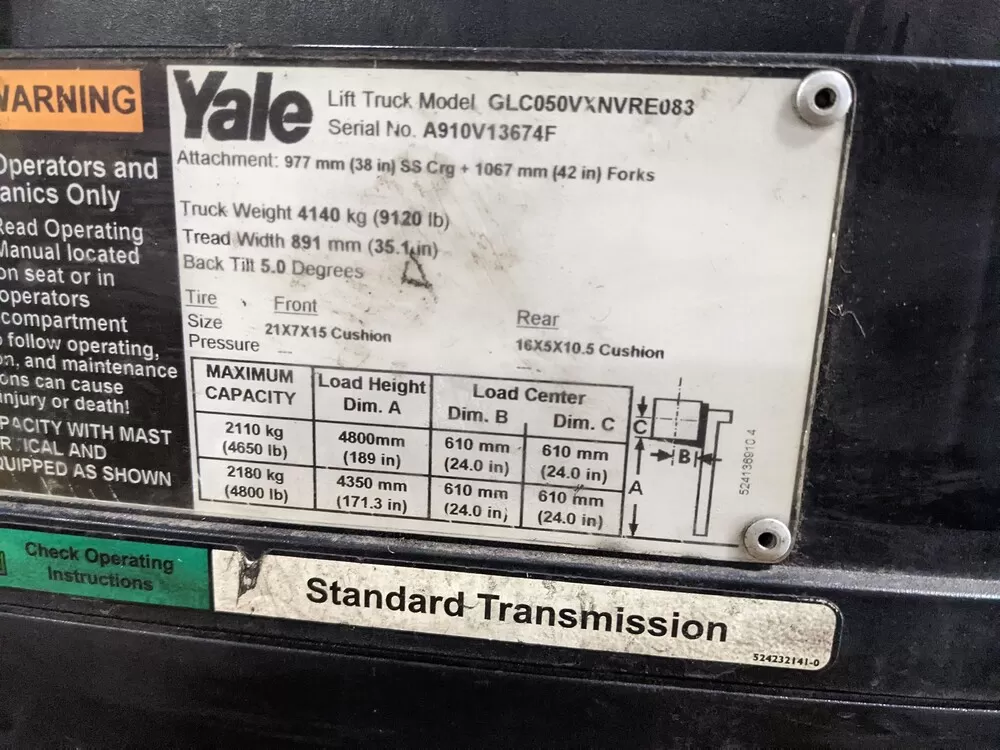 WARNING
Operators and
anics Only
Read Operating
Manual located
on seat or in
operators
compartment
follow operating,
on, and maintenance
ons can cause
injury or death!
PACITY WITH MAST
ICAL AND
QUIPPED AS SHOWN
Yale
Lift Truck Model GLC050VXNVRE083
Serial No. A910V13674F
Attachment: 977 mm (38 in) SS Crg + 1067 mm (42 in) Forks
Truck Weight 4140 kg (9120 lb)
Tread Width 891 mm (35.1 in)
Back Tilt 5.0 Degrees
Tire Front Rear
Size 21X7X15 Cushion 16X5X10.5 Cushion
Pressure — —
MAXIMUM CAPACITY Load Height Dim. A Load Center Dim. B Dim. C
2110 kg (4650 lb) 4800mm (189 in) 610 mm (24.0 in) 610 mm (24.0 in)
2180 kg (4800 lb) 4350 mm (171.3 in) 610 mm (24.0 in) 610 mm (24.0 in)
C
B
A
524136910 4
Check Operating
Instructions
Standard Transmission
524232141-0